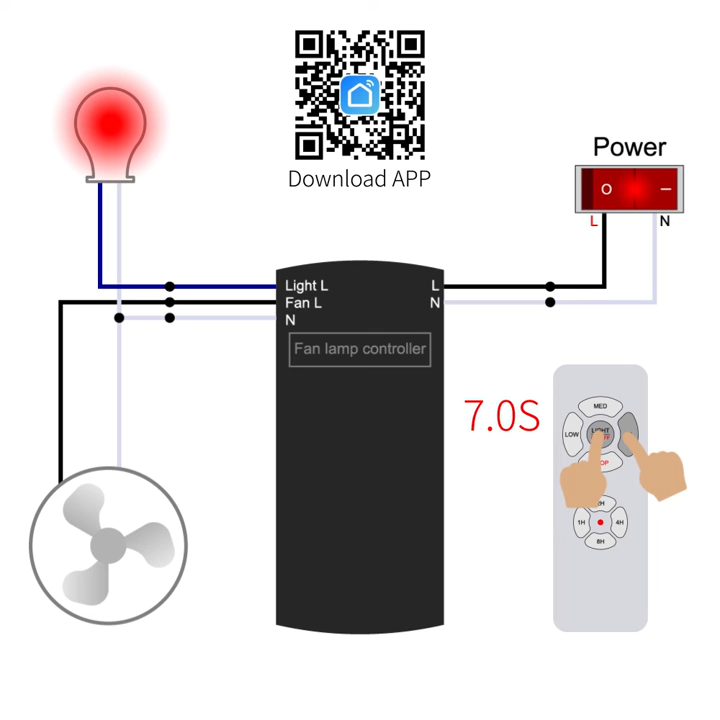 Download APP
Power
O
L
N
Light L
Fan L
N
L
N
Fan lamp controller
7.0S
MED
LOW
LIGHT
1H
4H
8H